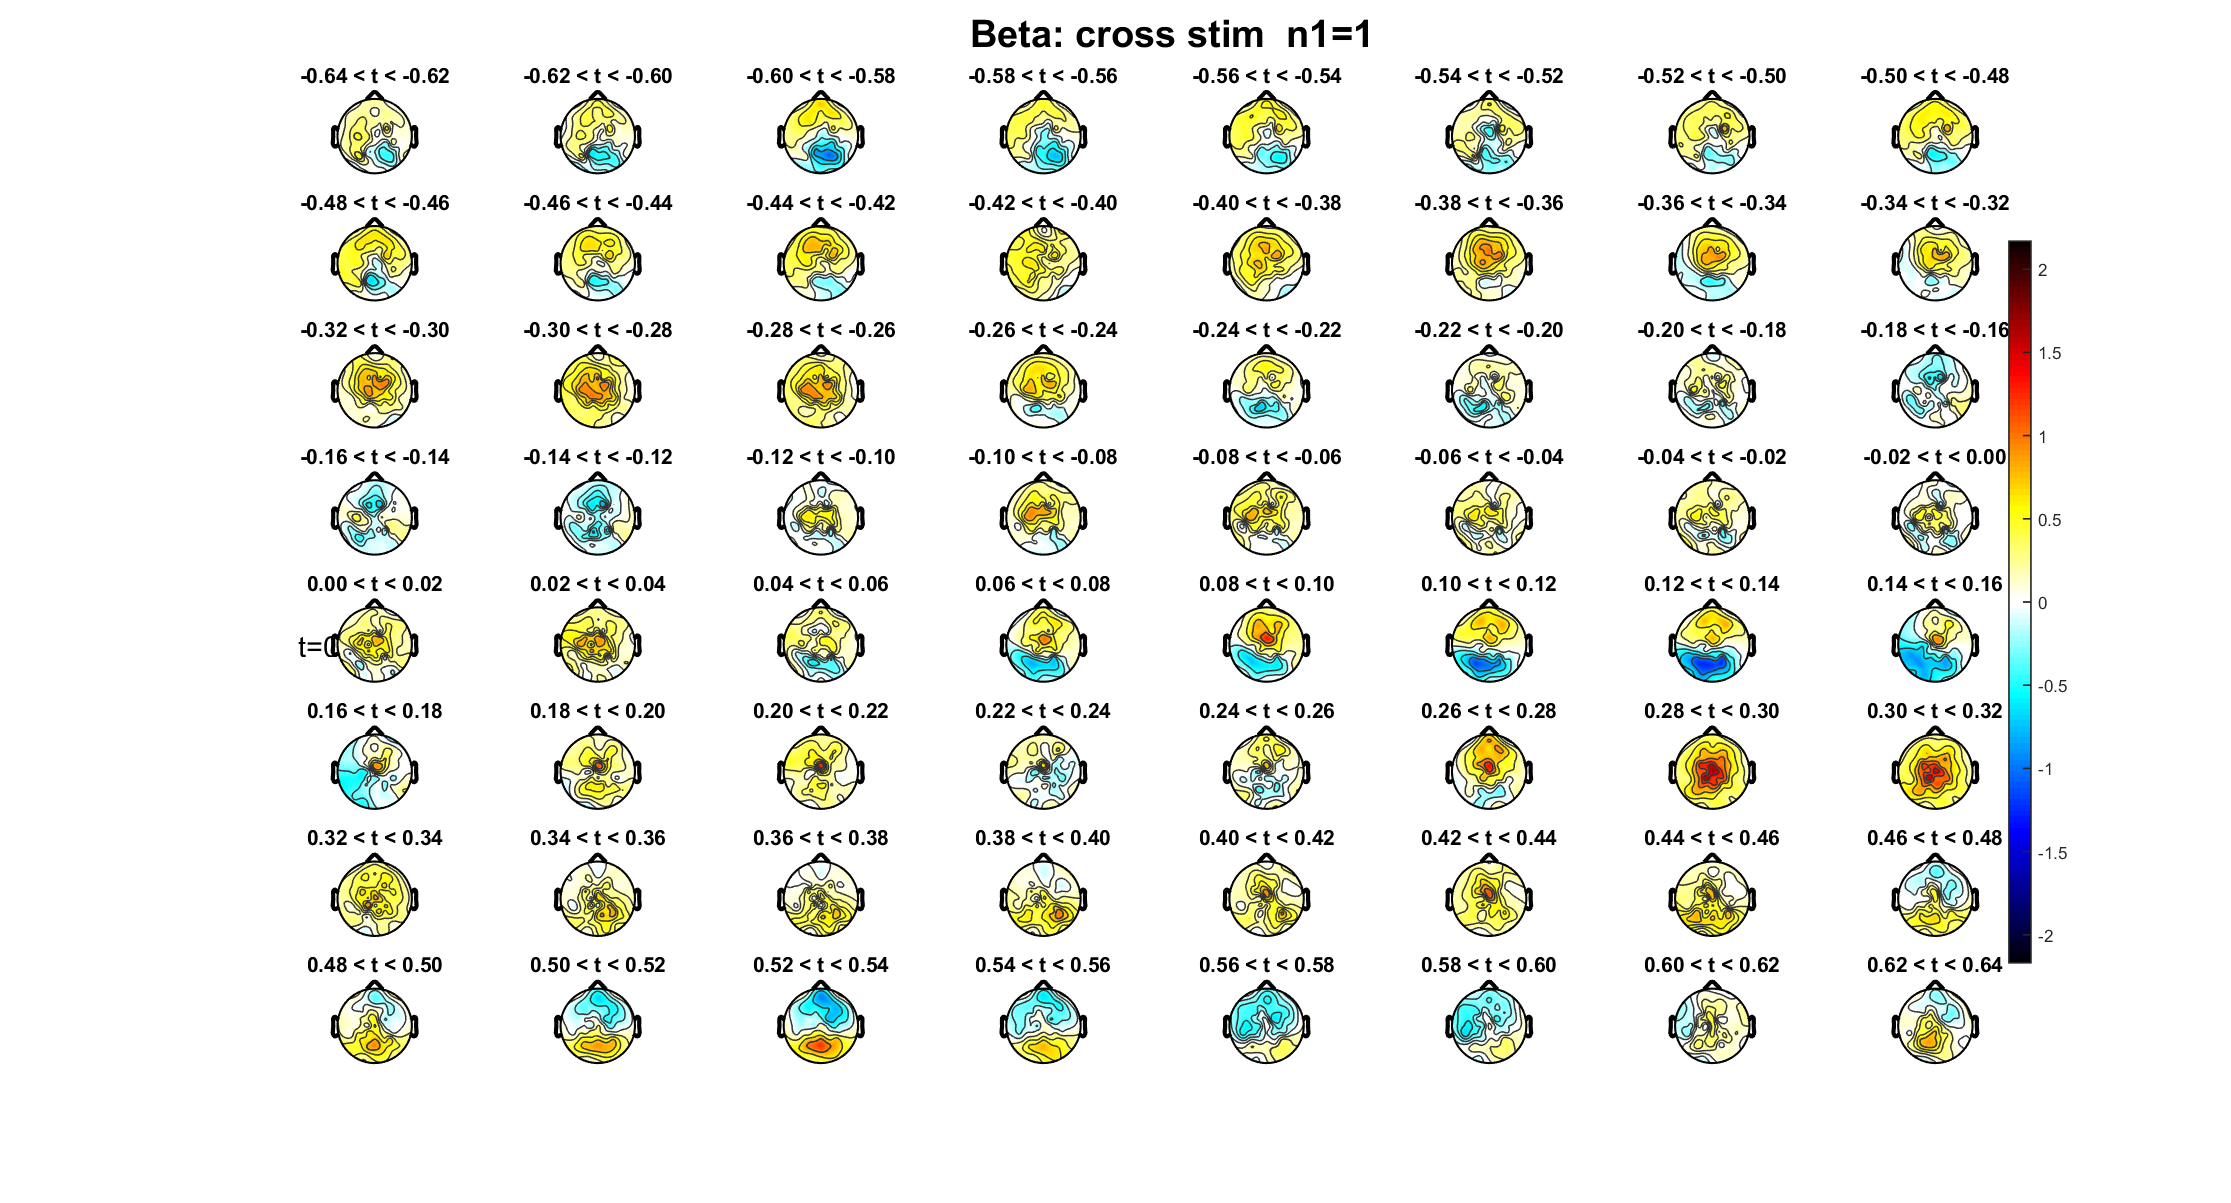 Beta: cross stim  n1=1
-0.64 < t < -0.62 -0.62 < t < -0.60 -0.60 < t < -0.58 -0.58 < t < -0.56 -0.56 < t < -0.54 -0.54 < t < -0.52 -0.52 < t < -0.50 -0.50 < t < -0.48
-0.48 < t < -0.46 -0.46 < t < -0.44 -0.44 < t < -0.42 -0.42 < t < -0.40 -0.40 < t < -0.38 -0.38 < t < -0.36 -0.36 < t < -0.34 -0.34 < t < -0.32
-0.32 < t < -0.30 -0.30 < t < -0.28 -0.28 < t < -0.26 -0.26 < t < -0.24 -0.24 < t < -0.22 -0.22 < t < -0.20 -0.20 < t < -0.18 -0.18 < t < -0.16
-0.16 < t < -0.14 -0.14 < t < -0.12 -0.12 < t < -0.10 -0.10 < t < -0.08 -0.08 < t < -0.06 -0.06 < t < -0.04 -0.04 < t < -0.02 -0.02 < t < 0.00
0.00 < t < 0.02 0.02 < t < 0.04 0.04 < t < 0.06 0.06 < t < 0.08 0.08 < t < 0.10 0.10 < t < 0.12 0.12 < t < 0.14 0.14 < t < 0.16
t=0
0.16 < t < 0.18 0.18 < t < 0.20 0.20 < t < 0.22 0.22 < t < 0.24 0.24 < t < 0.26 0.26 < t < 0.28 0.28 < t < 0.30 0.30 < t < 0.32
0.32 < t < 0.34 0.34 < t < 0.36 0.36 < t < 0.38 0.38 < t < 0.40 0.40 < t < 0.42 0.42 < t < 0.44 0.44 < t < 0.46 0.46 < t < 0.48
0.48 < t < 0.50 0.50 < t < 0.52 0.52 < t < 0.54 0.54 < t < 0.56 0.56 < t < 0.58 0.58 < t < 0.60 0.60 < t < 0.62 0.62 < t < 0.64
2
1.5
1
0.5
0
-0.5
-1
-1.5
-2